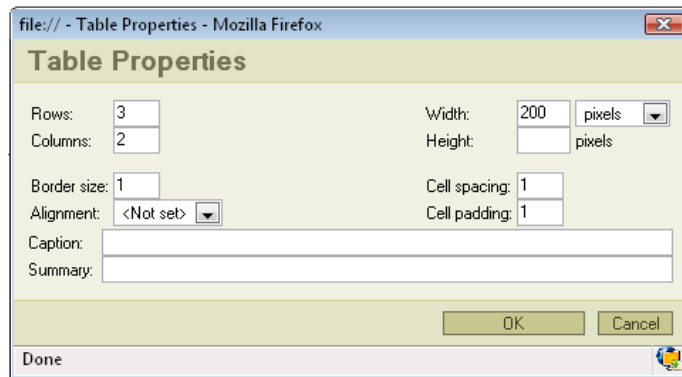 file:// - Table Properties - Mozilla Firefox
Table Properties
Rows: 3 Width: 200 pixels
Columns: 2 Height: pixels
Border size: 1 Cell spacing: 1
Alignment: <Not set> Cell padding: 1
Caption:
Summary:
OK Cancel
Done